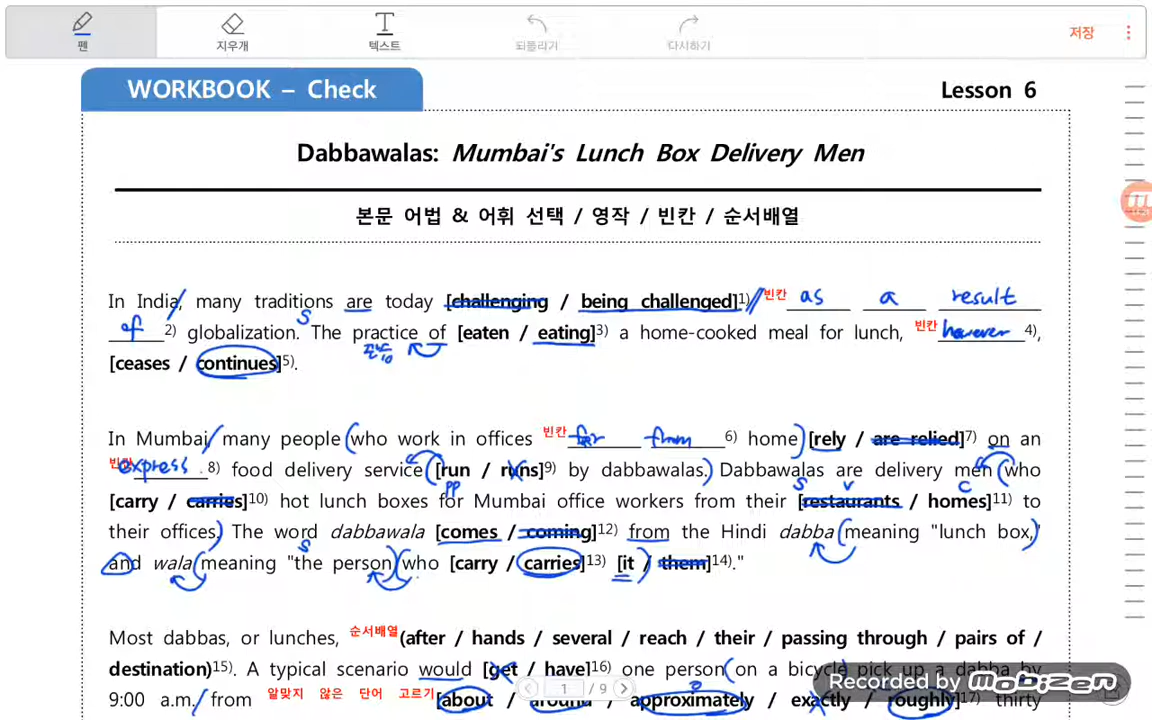 펜 지우개 텍스트 되돌리기 다시하기 저장
WORKBOOK – Check Lesson 6
Dabbawalas: Mumbai's Lunch Box Delivery Men
본문 어법 & 어휘 선택 / 영작 / 빈칸 / 순서배열
In India, many traditions are today [challenging / being challenged]1) 빈칸 as a result
of 2) globalization. The practice of [eaten / eating]3) a home-cooked meal for lunch, 빈칸 however 4),
S
[ceases / continues]5).
In Mumbai, many people who work in offices 빈칸 far from 6) home [rely / are relied]7) on an
빈칸 express 8) food delivery service [run / runs]9) by dabbawalas. Dabbawalas are delivery men who
pp S V C
[carry / carries]10) hot lunch boxes for Mumbai office workers from their [restaurants / homes]11) to
their offices. The word dabbawala [comes / coming]12) from the Hindi dabba meaning "lunch box,"
S
and wala meaning "the person who [carry / carries]13) [it / them]14)."
Most dabbas, or lunches, 순서배열(after / hands / several / reach / their / passing through / pairs of /
destination)15). A typical scenario would [get / have]16) one person on a bicycle pick up a dabba by
9:00 a.m. from 알맞지 않은 단어 고르기[about / around / approximately / exactly / roughly]17) thirty
1 / 9
Recorded by mobizen